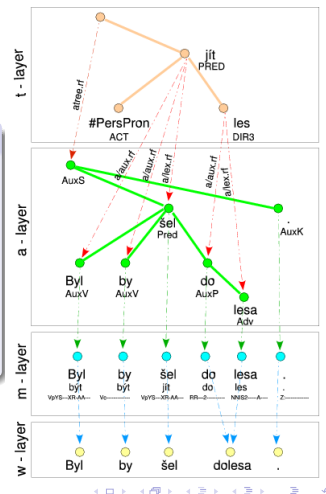 t - layer
jít
PRED
#PersPron
ACT
les
DIR3
atree.rf
a/aux.rf
a/aux.rf
a/lex.rf
a/aux.rf
a/lex.rf
a - layer
AuxS
šel
Pred
.
AuxK
Byl
AuxV
by
AuxV
do
AuxP
lesa
Adv
m - layer
Byl by šel do lesa .
být být jít do les .
VpYS---XR-AA--- Vc------------- VpYS---XR-AA--- RR--2---------- NNIS2-----A---- Z:-------------
w - layer
Byl by šel dolesa .